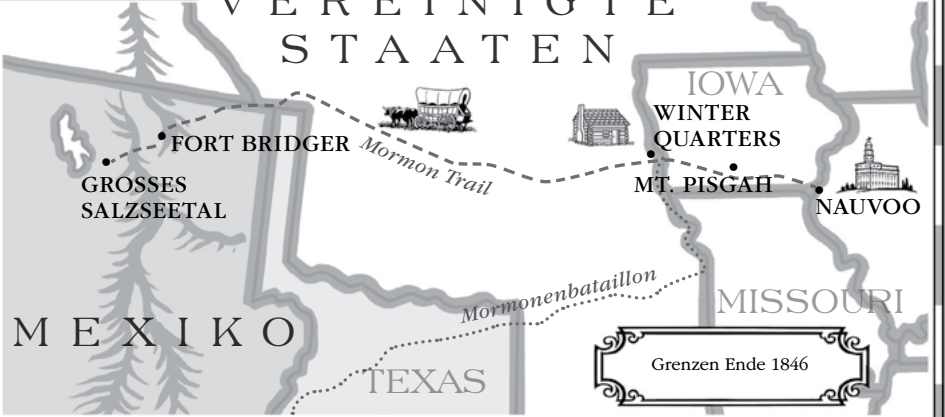 VEREINIGTE
STAATEN
IOWA
WINTER
QUARTERS
FORT BRIDGER
Mormon Trail
GROSSES
SALZSEETAL
MT. PISGAH
NAUVOO
Mormonenbataillon
MISSOURI
MEXIKO
TEXAS
Grenzen Ende 1846